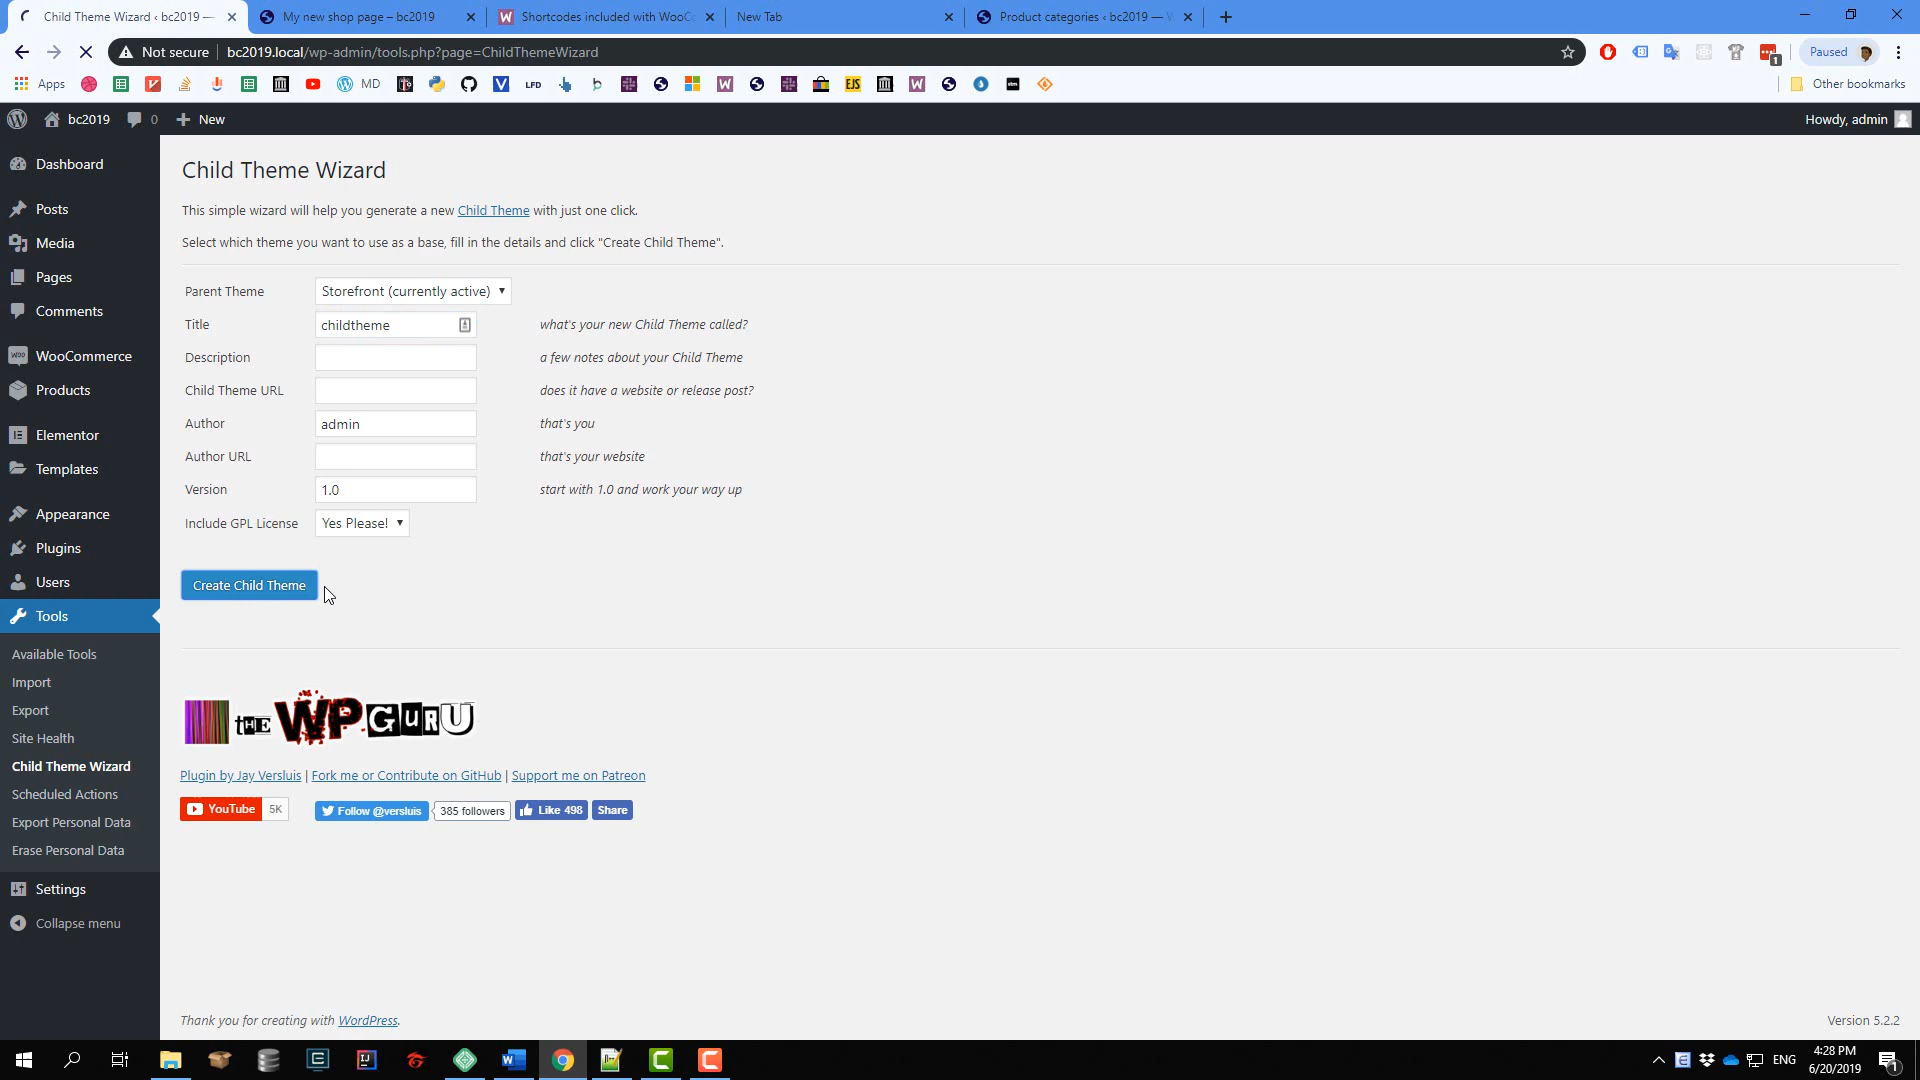 Child Theme Wizard ‹ bc2019 —
My new shop page – bc2019
Shortcodes included with WooCo
New Tab
Product categories ‹ bc2019 — W
Not secure
bc2019.local/wp-admin/tools.php?page=ChildThemeWizard
Paused
Apps
MD
LFD
EJS
Other bookmarks
bc2019
0
New
Howdy, admin
Dashboard
Posts
Media
Pages
Comments
WooCommerce
Products
Elementor
Templates
Appearance
Plugins
Users
Tools
Available Tools
Import
Export
Site Health
Child Theme Wizard
Scheduled Actions
Export Personal Data
Erase Personal Data
Settings
Collapse menu
Child Theme Wizard
This simple wizard will help you generate a new Child Theme with just one click.
Select which theme you want to use as a base, fill in the details and click "Create Child Theme".
Parent Theme Storefront (currently active)
Title childtheme what's your new Child Theme called?
Description a few notes about your Child Theme
Child Theme URL does it have a website or release post?
Author admin that's you
Author URL that's your website
Version 1.0 start with 1.0 and work your way up
Include GPL License Yes Please!
Create Child Theme
tHE WP GURU
Plugin by Jay Versluis | Fork me or Contribute on GitHub | Support me on Patreon
YouTube 5K Follow @versluis 385 followers Like 498 Share
Thank you for creating with WordPress.
Version 5.2.2
ENG
4:28 PM
6/20/2019
1